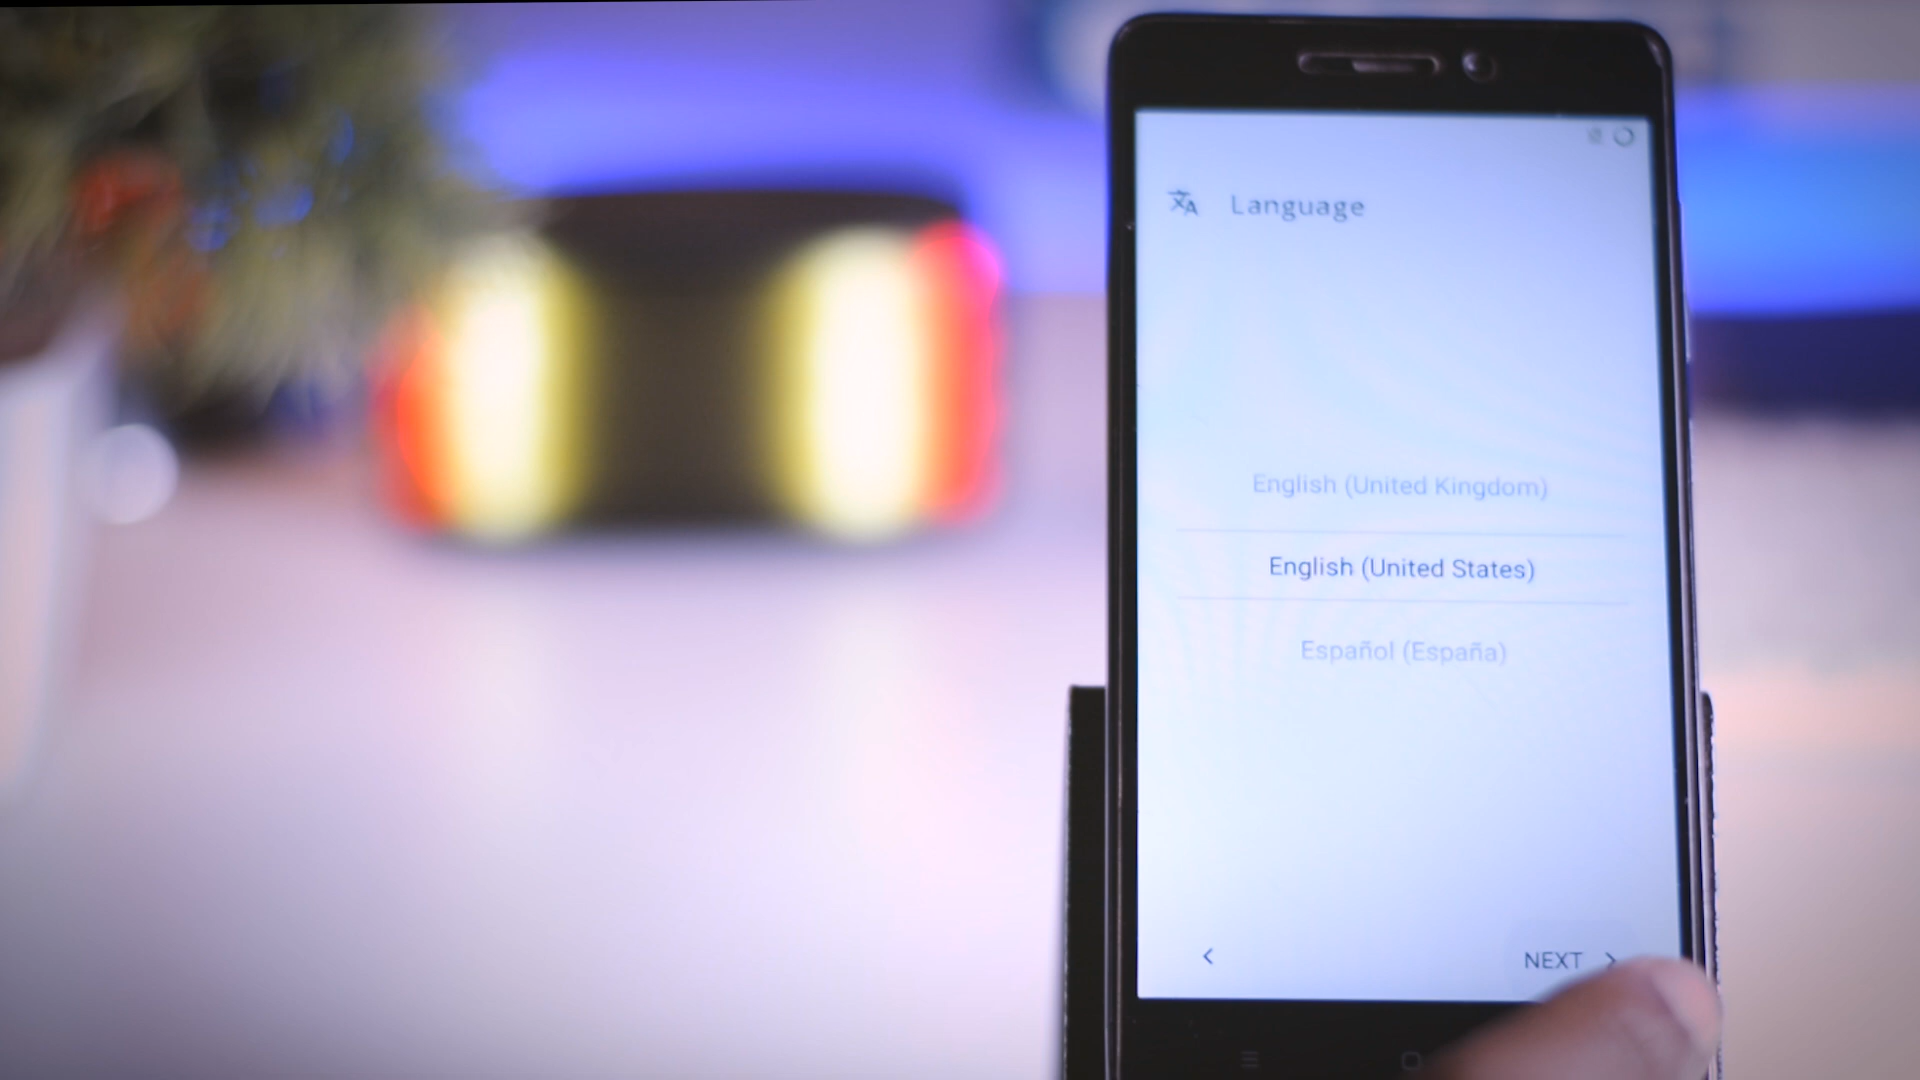 Language
English (United Kingdom)
English (United States)
Español (España)
NEXT